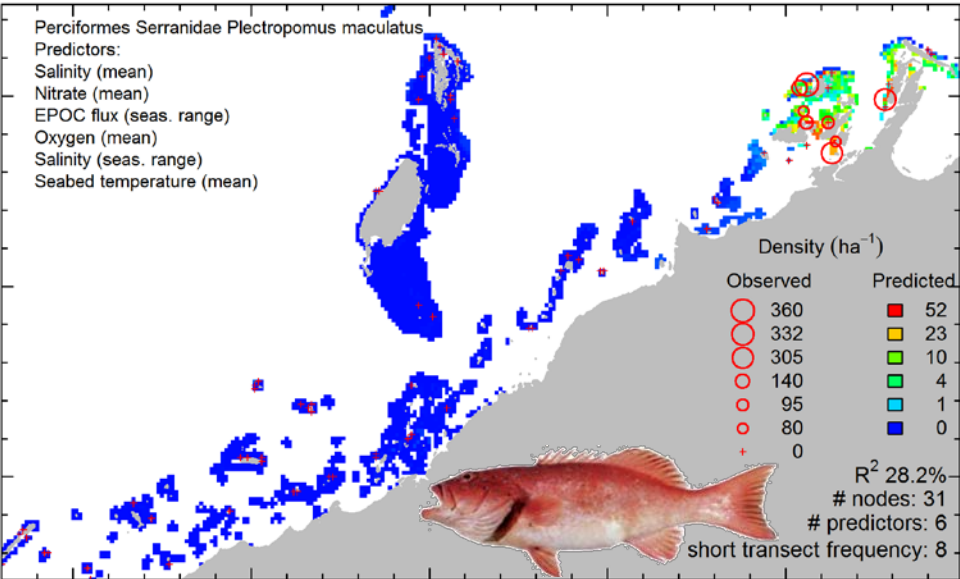 Perciformes Serranidae Plectropomus maculatus
Predictors:
Salinity (mean)
Nitrate (mean)
EPOC flux (seas. range)
Oxygen (mean)
Salinity (seas. range)
Seabed temperature (mean)
Density (ha⁻¹)
Observed Predicted
360 52
332 23
305 10
140 4
95 1
80 0
0
R² 28.2%
# nodes: 31
# predictors: 6
short transect frequency: 8